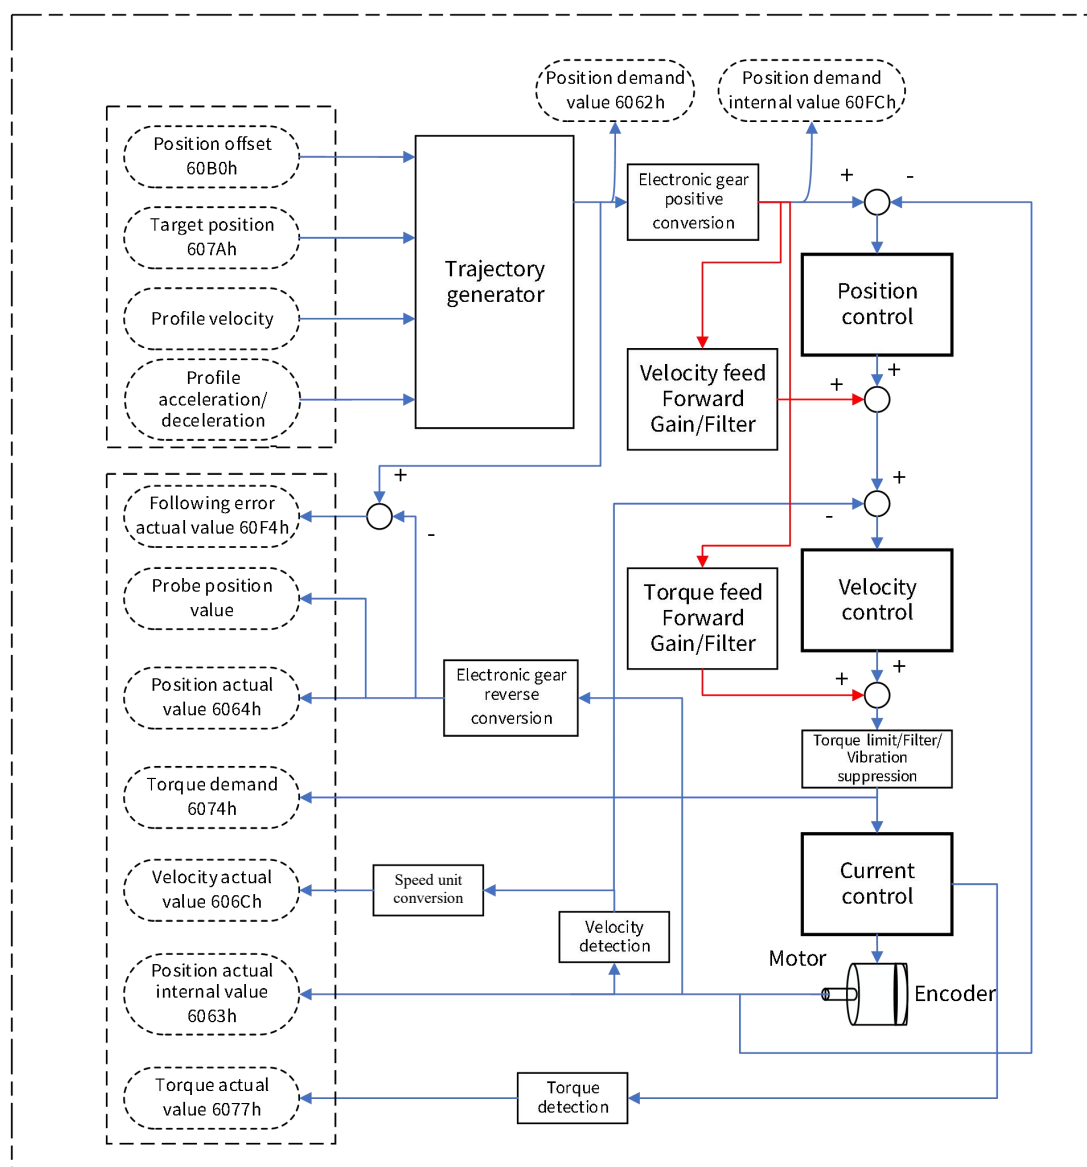 Position demand
value 6062h
Position demand
internal value 60FCh
Position offset
60B0h
Target position
607Ah
Profile velocity
Profile
acceleration/
deceleration
Trajectory
generator
Electronic gear
positive
conversion
+
-
Position
control
+
Velocity feed
Forward
Gain/Filter
+
+
Following error
actual value 60F4h
-
+
-
Probe position
value
Torque feed
Forward
Gain/Filter
Velocity
control
Position actual
value 6064h
Electronic gear
reverse
conversion
+
+
Torque limit/Filter/
Vibration
suppression
Torque demand
6074h
Velocity actual
value 606Ch
Speed unit
conversion
Current
control
Velocity
detection
Position actual
internal value
6063h
Motor
Encoder
Torque actual
value 6077h
Torque
detection